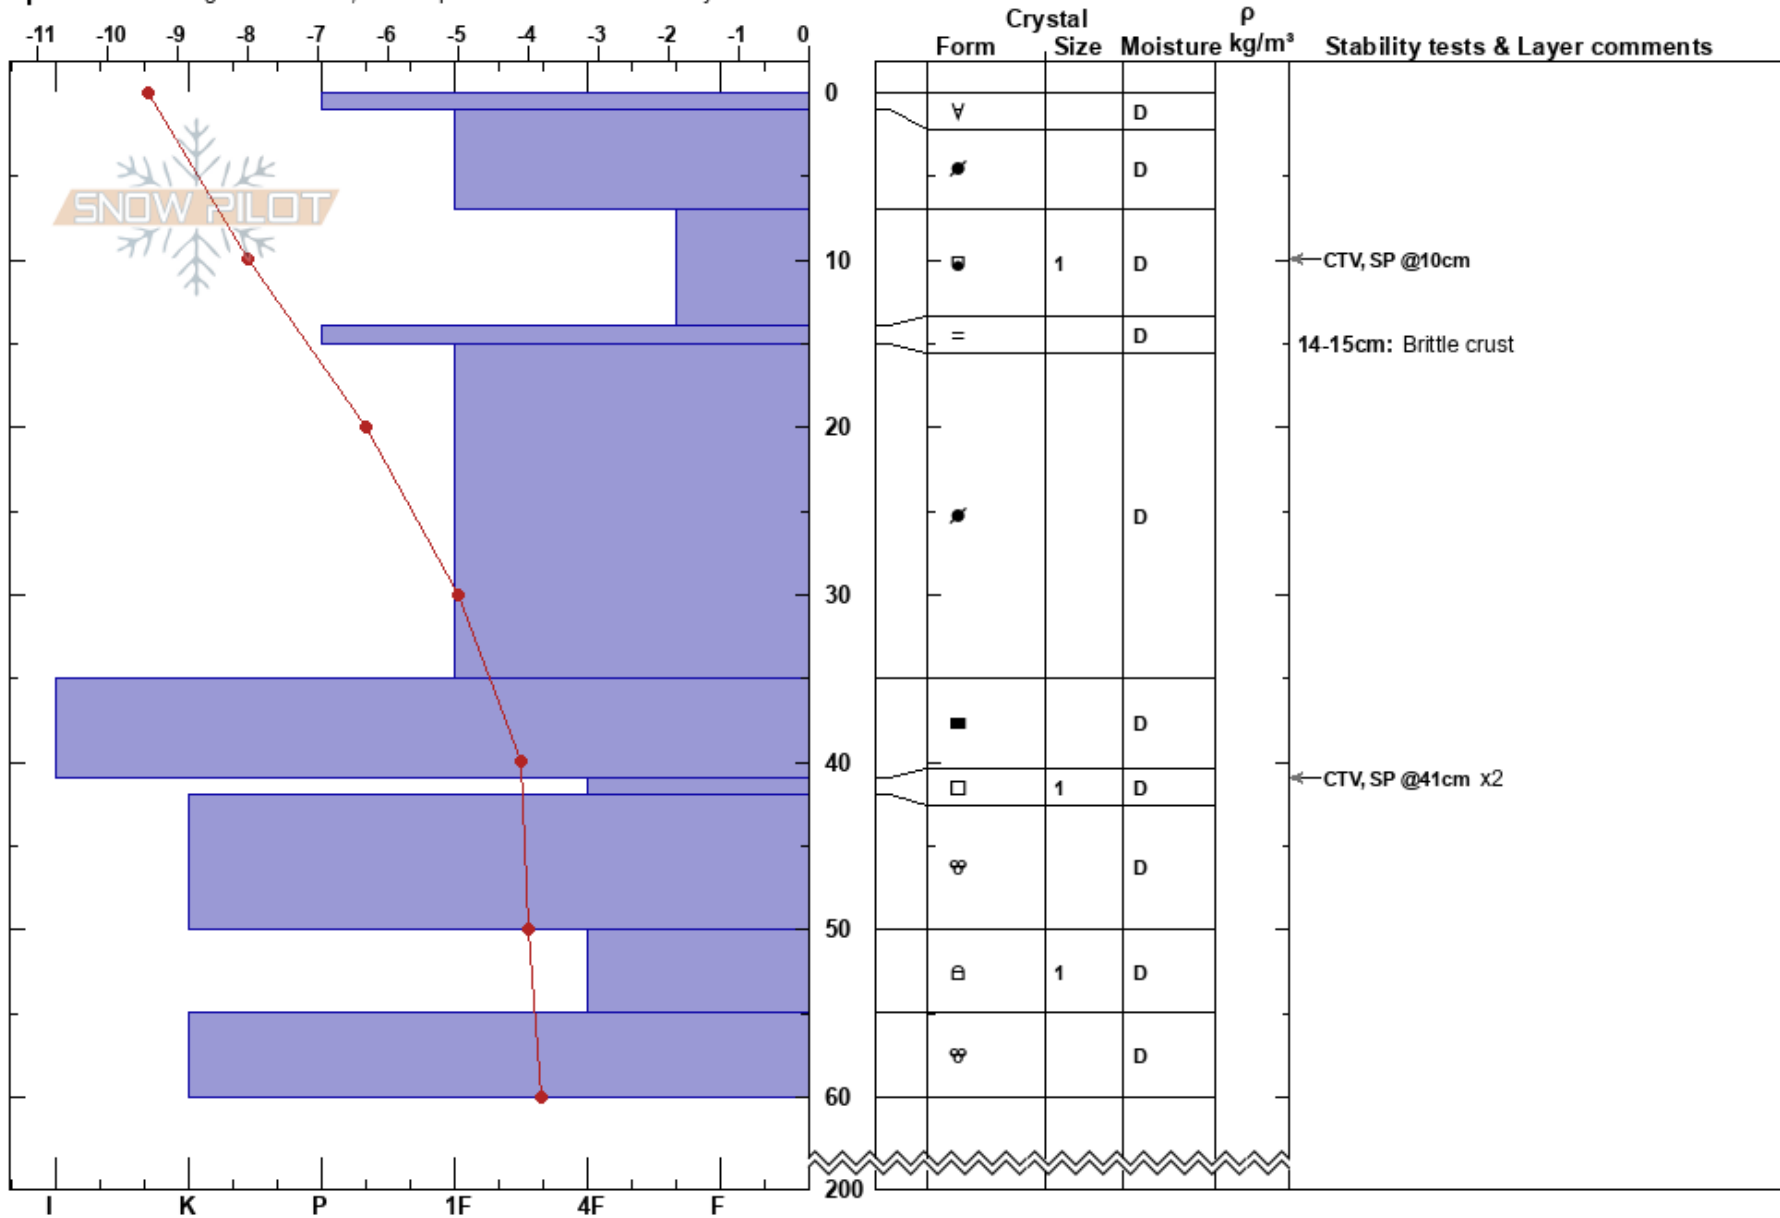 Crystal ρ
-11 -10 -9 -8 -7 -6 -5 -4 -3 -2 -1 0
Form Size Moisture kg/m³ Stability tests & Layer comments
0
D
SNOW PILOT
D
10 1 D CTV, SP @10cm
= D 14-15cm: Brittle crust
20
D
30
D
40
1 D CTV, SP @41cm x2
D
50
1 D
D
60
200
I K P 1F 4F F